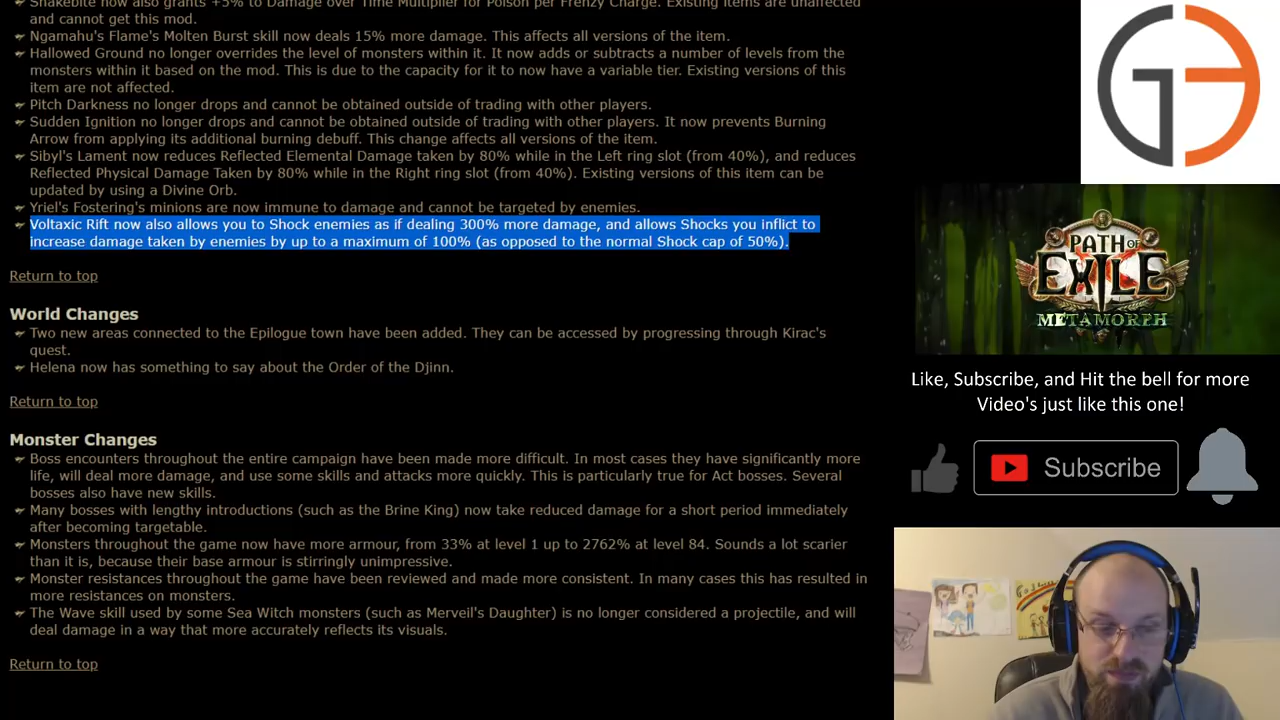 Snakebite now also grants +5% to Damage over Time Multiplier for Poison per Frenzy Charge. Existing items are unaffected
and cannot get this mod.
Ngamahu's Flame's Molten Burst skill now deals 15% more damage. This affects all versions of the item.
Hallowed Ground no longer overrides the level of monsters within it. It now adds or subtracts a number of levels from the
monsters within it based on the mod. This is due to the capacity for it to now have a variable tier. Existing versions of this
item are not affected.
Pitch Darkness no longer drops and cannot be obtained outside of trading with other players.
Sudden Ignition no longer drops and cannot be obtained outside of trading with other players. It now prevents Burning
Arrow from applying its additional burning debuff. This change affects all versions of the item.
Sibyl's Lament now reduces Reflected Elemental Damage taken by 80% while in the Left ring slot (from 40%), and reduces
Reflected Physical Damage Taken by 80% while in the Right ring slot (from 40%). Existing versions of this item can be
updated by using a Divine Orb.
Yriel's Fostering's minions are now immune to damage and cannot be targeted by enemies.
Voltaxic Rift now also allows you to Shock enemies as if dealing 300% more damage, and allows Shocks you inflict to
increase damage taken by enemies by up to a maximum of 100% (as opposed to the normal Shock cap of 50%).
Return to top
World Changes
Two new areas connected to the Epilogue town have been added. They can be accessed by progressing through Kirac's
quest.
Helena now has something to say about the Order of the Djinn.
Return to top
Monster Changes
Boss encounters throughout the entire campaign have been made more difficult. In most cases they have significantly more
life, will deal more damage, and use some skills and attacks more quickly. This is particularly true for Act bosses. Several
bosses also have new skills.
Many bosses with lengthy introductions (such as the Brine King) now take reduced damage for a short period immediately
after becoming targetable.
Monsters throughout the game now have more armour, from 33% at level 1 up to 2762% at level 84. Sounds a lot scarier
than it is, because their base armour is stirringly unimpressive.
Monster resistances throughout the game have been reviewed and made more consistent. In many cases this has resulted in
more resistances on monsters.
The Wave skill used by some Sea Witch monsters (such as Merveil's Daughter) is no longer considered a projectile, and will
deal damage in a way that more accurately reflects its visuals.
Return to top
PATH OF
EXILE
METAMORPH
Like, Subscribe, and Hit the bell for more
Video's just like this one!
Subscribe